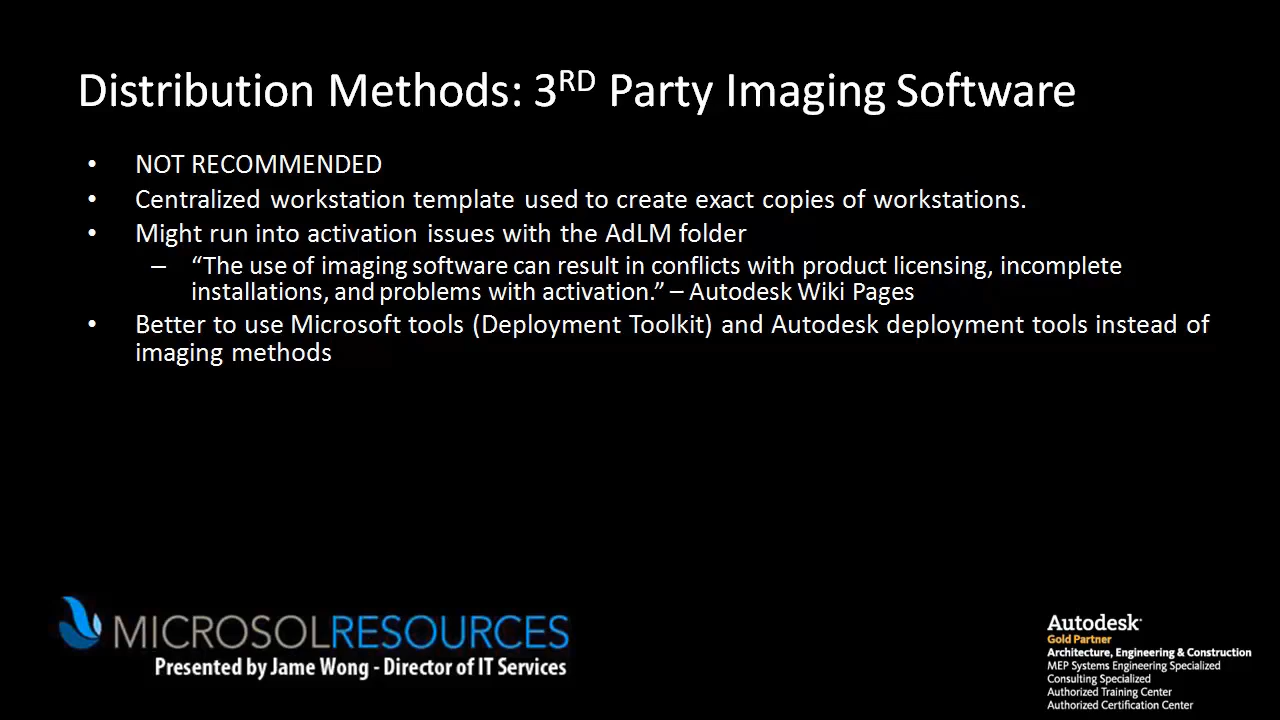 Distribution Methods: 3RD Party Imaging Software
• NOT RECOMMENDED
• Centralized workstation template used to create exact copies of workstations.
• Might run into activation issues with the AdLM folder
– “The use of imaging software can result in conflicts with product licensing, incomplete
installations, and problems with activation.” – Autodesk Wiki Pages
• Better to use Microsoft tools (Deployment Toolkit) and Autodesk deployment tools instead of
imaging methods
MICROSOLRESOURCES
Presented by Jame Wong - Director of IT Services
Autodesk
Gold Partner
Architecture, Engineering & Construction
MEP Systems Engineering Specialized
Consulting Specialized
Authorized Training Center
Authorized Certification Center